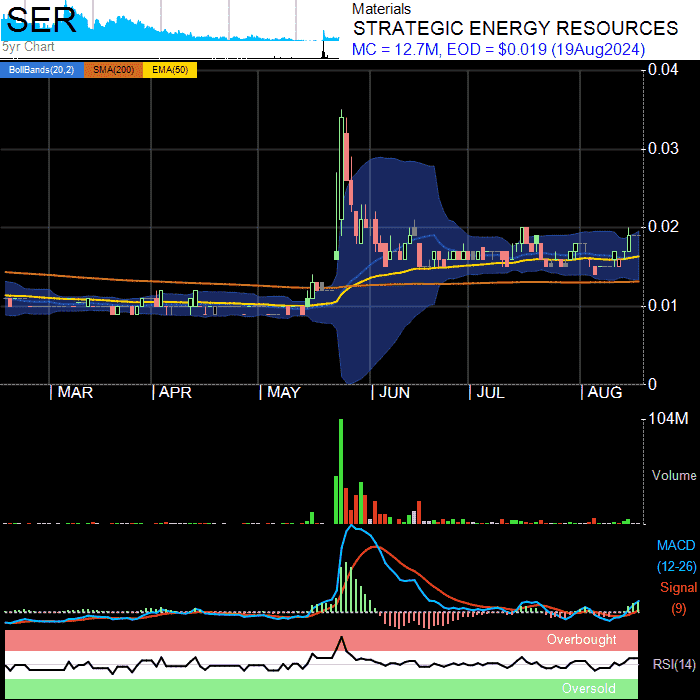 SER
5yr Chart
Materials
STRATEGIC ENERGY RESOURCES
MC = 12.7M, EOD = $0.019 (19Aug2024)
BollBands(20,2) SMA(200) EMA(50)
0.04
0.03
0.02
0.01
0
MAR APR MAY JUN JUL AUG
104M
Volume
MACD
(12-26)
Signal
(9)
Overbought
RSI(14)
Oversold